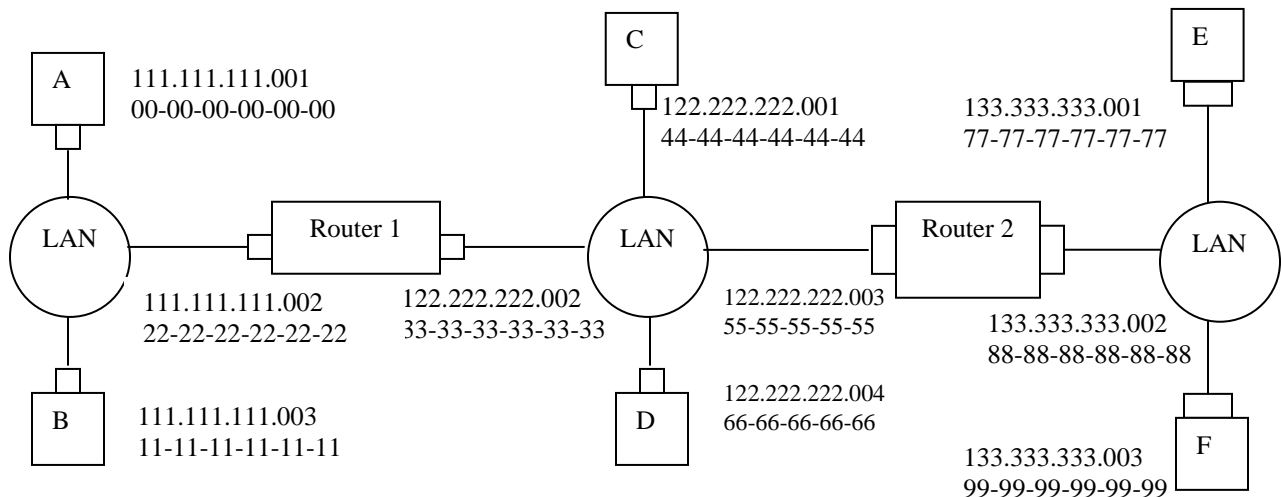 A
111.111.111.001
00-00-00-00-00-00
C
122.222.222.001
44-44-44-44-44-44
E
133.333.333.001
77-77-77-77-77-77
LAN
Router 1
LAN
Router 2
LAN
111.111.111.002
22-22-22-22-22-22
122.222.222.002
33-33-33-33-33-33
122.222.222.003
55-55-55-55-55
133.333.333.002
88-88-88-88-88-88
B
111.111.111.003
11-11-11-11-11-11
D
122.222.222.004
66-66-66-66-66
F
133.333.333.003
99-99-99-99-99-99